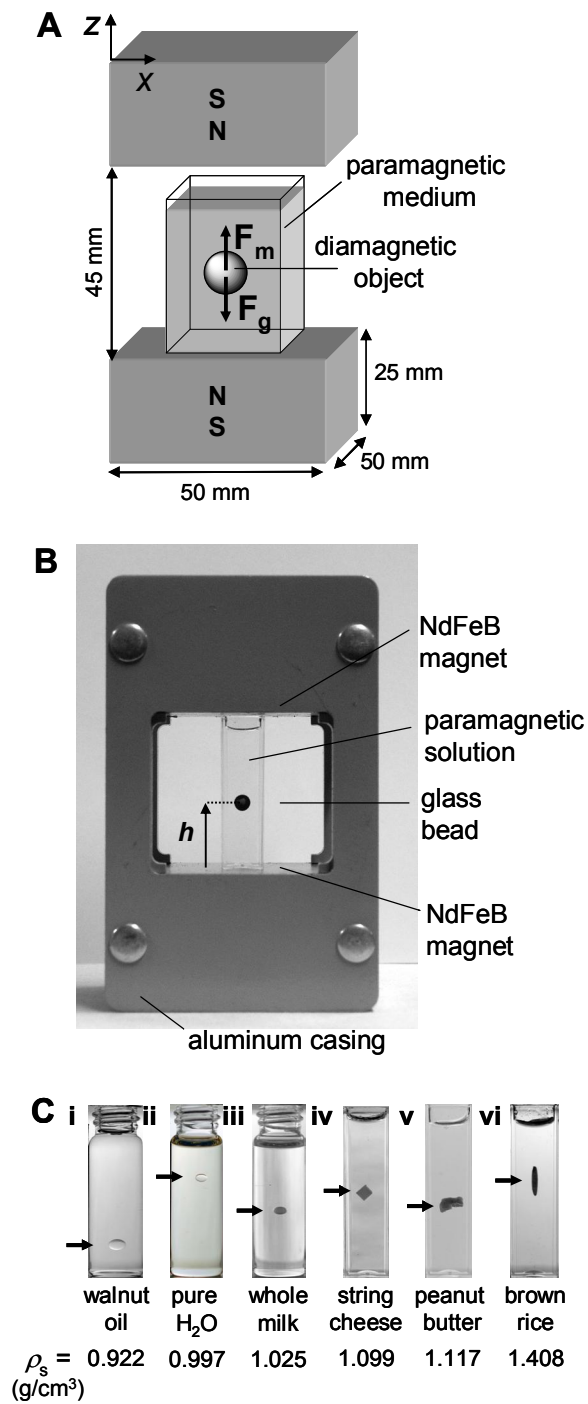 A
Z
X
S
N
paramagnetic
medium
F m
diamagnetic
object
F g
45 mm
N
S
25 mm
50 mm
50 mm
B
NdFeB
magnet
paramagnetic
solution
glass
bead
h
NdFeB
magnet
aluminum casing
C i ii iii iv v vi
walnut oil
pure H₂O
whole milk
string cheese
peanut butter
brown rice
ρs = 0.922 0.997 1.025 1.099 1.117 1.408
(g/cm³)